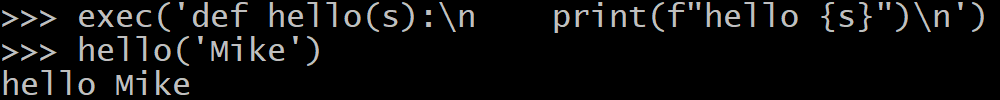 >>> exec('def hello(s):\n    print(f"hello {s}")\n')
>>> hello('Mike')
hello Mike